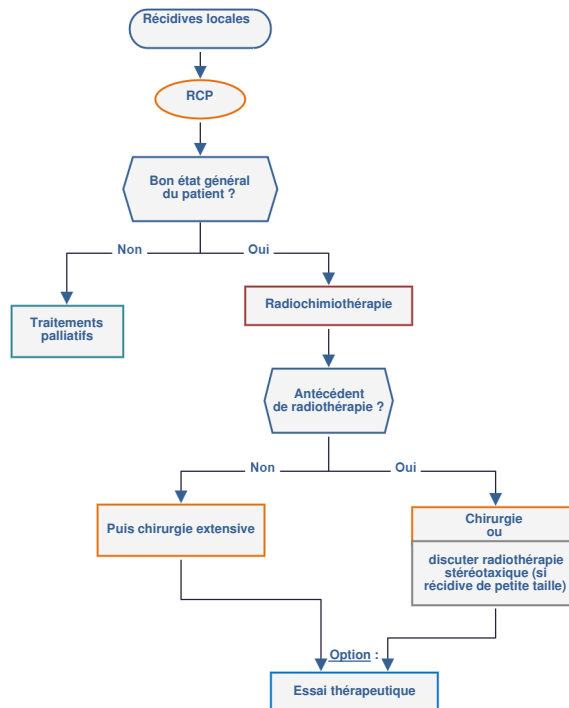 Récidives locales
RCP
Bon état général
du patient ?
Non
Oui
Traitements
palliatifs
Radiochimiothérapie
Antécédent
de radiothérapie ?
Non
Oui
Puis chirurgie extensive
Chirurgie
ou
discuter radiothérapie
stéréotaxique (si
récidive de petite taille)
Option :
Essai thérapeutique